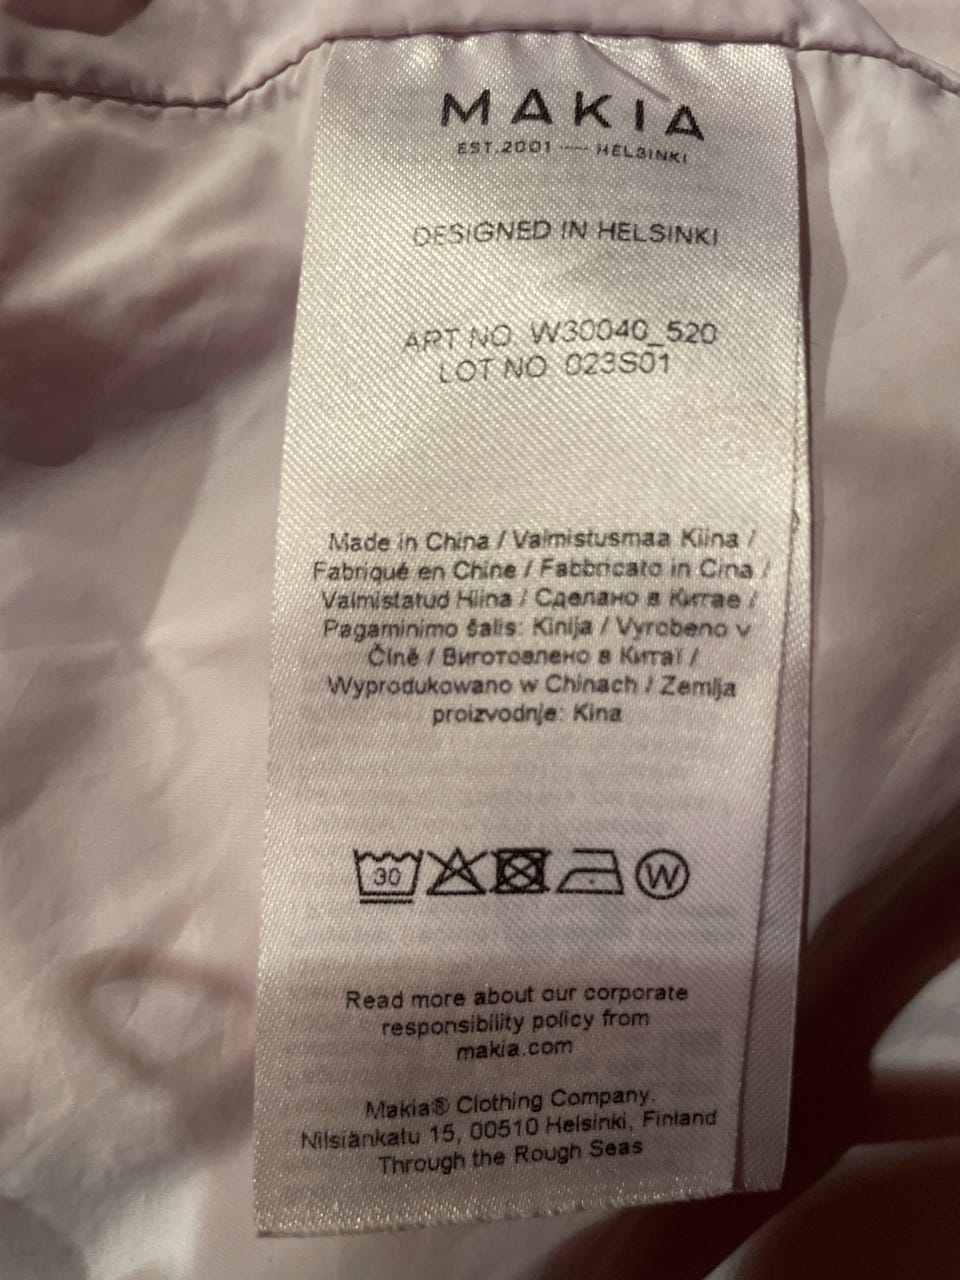 MAKIA
EST.2001 — HELSINKI
DESIGNED IN HELSINKI
ART NO W30040_520
LOT NO 023S01
Made in China / Valmistusmaa Kiina /
Fabriqué en Chine / Fabbricato in Cina /
Valmistatud Hiina / Сделано в Китае /
Pagaminimo šalis: Kinija / Vyrobeno v
Číně / Виготовлено в Китаї /
Wyprodukowano w Chinach / Zemlja
proizvodnje: Kina
30
W
Read more about our corporate
responsibility policy from
makia.com
Makia® Clothing Company.
Nilsiänkatu 15, 00510 Helsinki, Finland
Through the Rough Seas